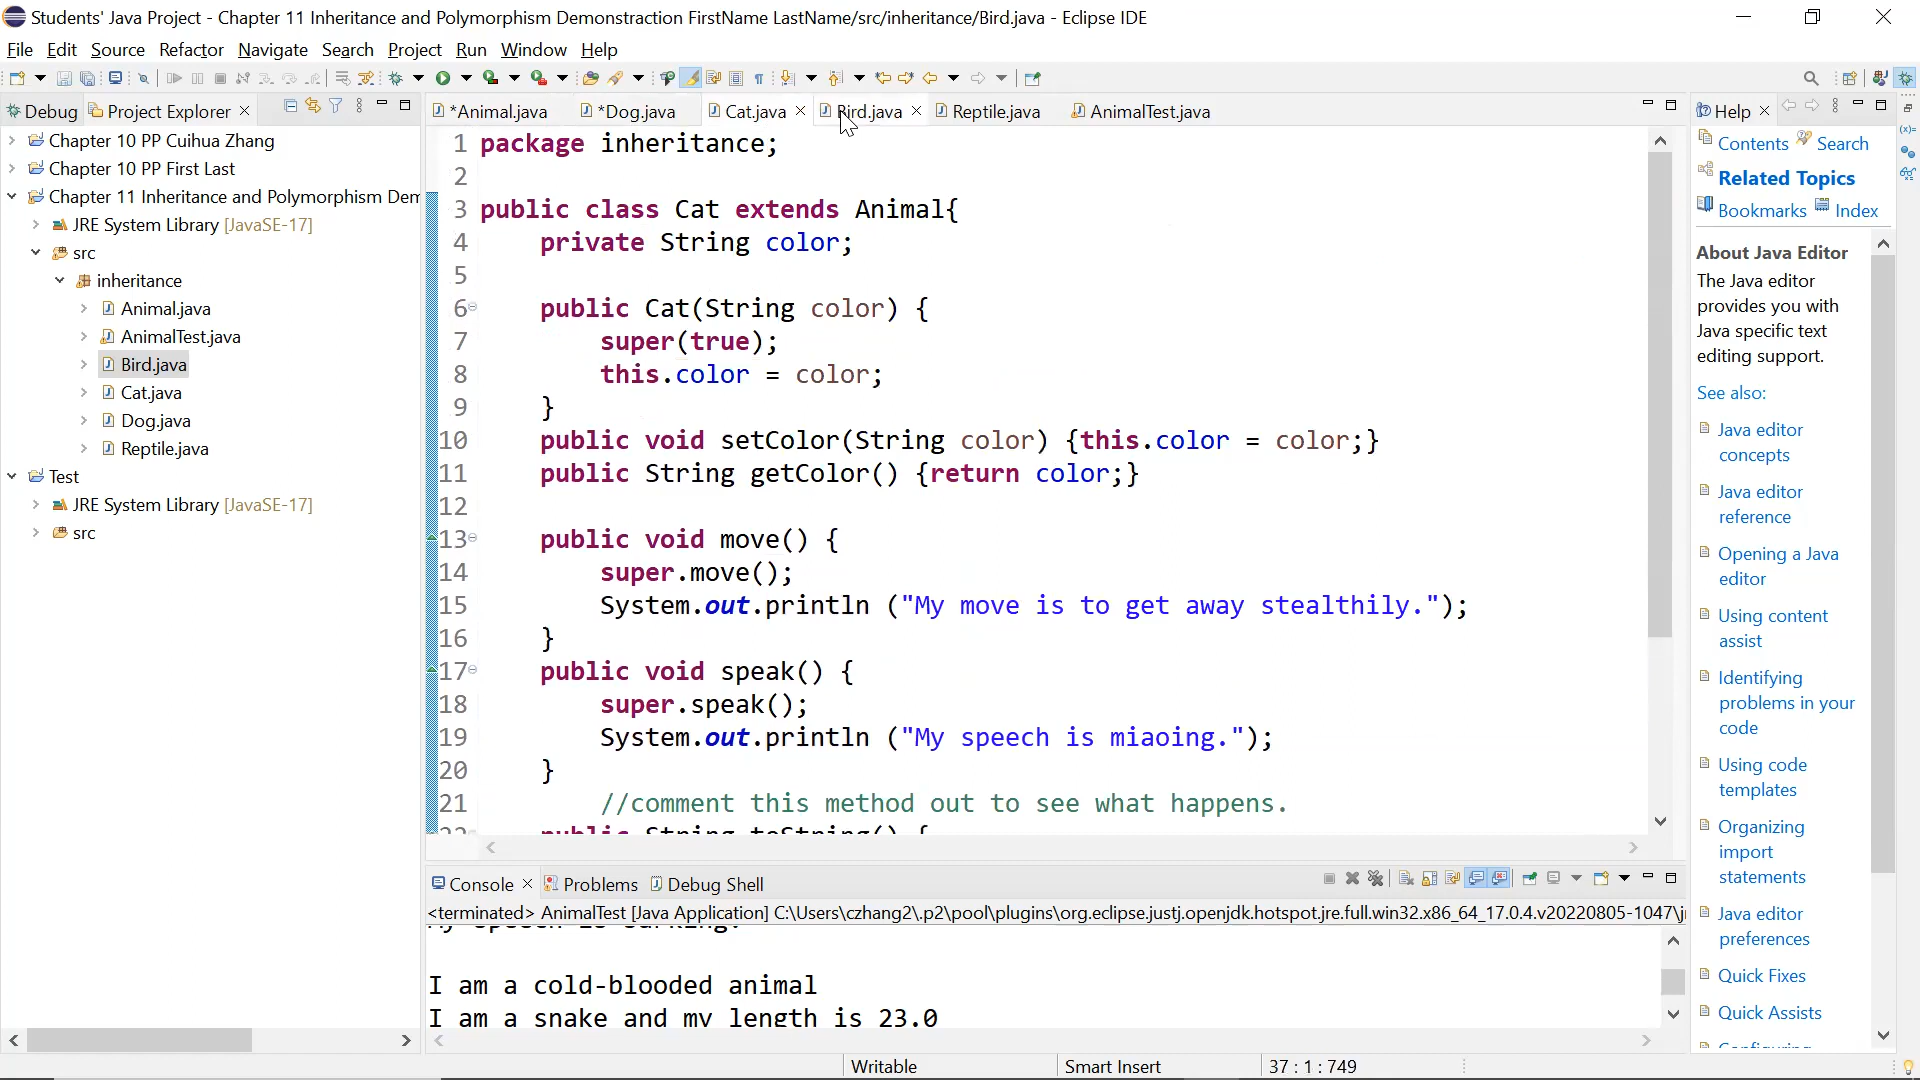 Students' Java Project - Chapter 11 Inheritance and Polymorphism Demonstraction FirstName LastName/src/inheritance/Bird.java - Eclipse IDE
File Edit Source Refactor Navigate Search Project Run Window Help
Debug Project Explorer
Chapter 10 PP Cuihua Zhang
Chapter 10 PP First Last
Chapter 11 Inheritance and Polymorphism Dem
JRE System Library [JavaSE-17]
src
inheritance
Animal.java
AnimalTest.java
Bird.java
Cat.java
Dog.java
Reptile.java
Test
JRE System Library [JavaSE-17]
src
*Animal.java *Dog.java Cat.java Bird.java Reptile.java AnimalTest.java
1 package inheritance;
2
3 public class Cat extends Animal{
4 private String color;
5
6 public Cat(String color) {
7 super(true);
8 this.color = color;
9 }
10 public void setColor(String color) {this.color = color;}
11 public String getColor() {return color;}
12
13 public void move() {
14 super.move();
15 System.out.println ("My move is to get away stealthily.");
16 }
17 public void speak() {
18 super.speak();
19 System.out.println ("My speech is miaoing.");
20 }
21 //comment this method out to see what happens.
22 public String toString() {
Console Problems Debug Shell
<terminated> AnimalTest [Java Application] C:\Users\czhang2\.p2\pool\plugins\org.eclipse.justj.openjdk.hotspot.jre.full.win32.x86_64_17.0.4.v20220805-1047\j
My speech is barking.
I am a cold-blooded animal
I am a snake and my length is 23.0
Help
Contents Search
Related Topics
Bookmarks Index
About Java Editor
The Java editor
provides you with
Java specific text
editing support.
See also:
Java editor
concepts
Java editor
reference
Opening a Java
editor
Using content
assist
Identifying
problems in your
code
Using code
templates
Organizing
import
statements
Java editor
preferences
Quick Fixes
Quick Assists
Configuring
Writable Smart Insert 37 : 1 : 749